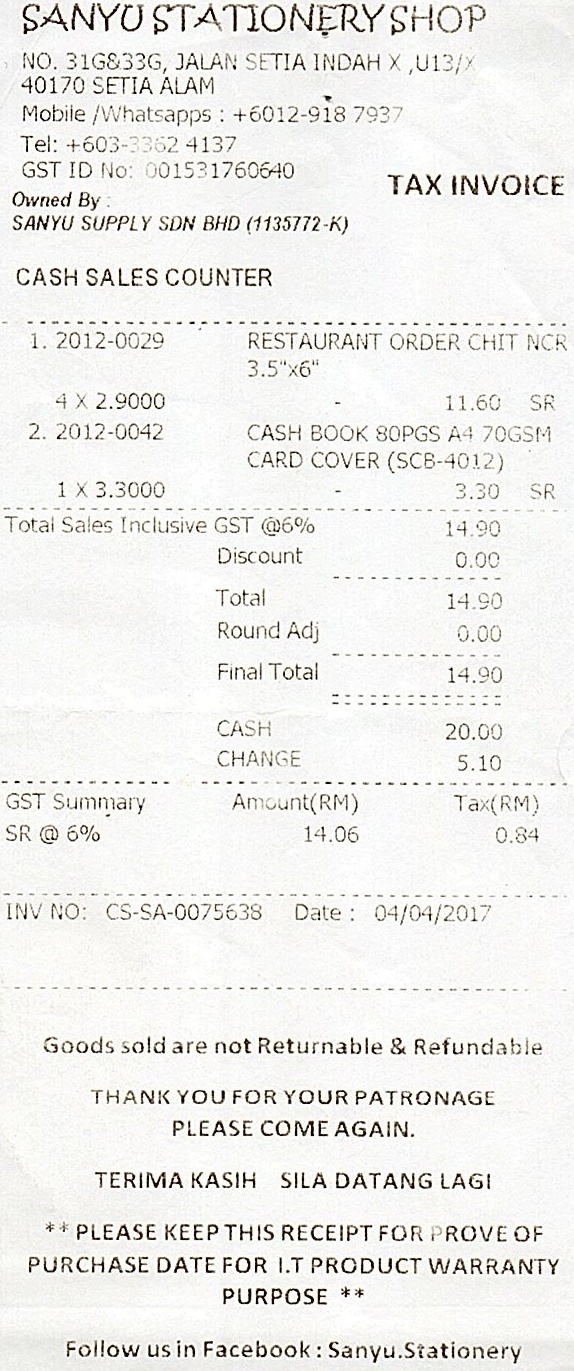 SANYU STATIONERY SHOP
NO. 31G&33G, JALAN SETIA INDAH X ,U13/X
40170 SETIA ALAM
Mobile /Whatsapps : +6012-918 7937
Tel: +603-3362 4137
GST ID No: 001531760640
TAX INVOICE
Owned By :
SANYU SUPPLY SDN BHD (1135772-K)
CASH SALES COUNTER
1. 2012-0029 RESTAURANT ORDER CHIT NCR
3.5"x6"
4 X 2.9000 - 11.60 SR
2. 2012-0042 CASH BOOK 80PGS A4 70GSM
CARD COVER (SCB-4012)
1 X 3.3000 - 3.30 SR
Total Sales Inclusive GST @6% 14.90
Discount 0.00
Total 14.90
Round Adj 0.00
Final Total 14.90
CASH 20.00
CHANGE 5.10
GST Summary Amount(RM) Tax(RM)
SR @ 6% 14.06 0.84
INV NO: CS-SA-0075638 Date : 04/04/2017
Goods sold are not Returnable & Refundable
THANK YOU FOR YOUR PATRONAGE
PLEASE COME AGAIN.
TERIMA KASIH SILA DATANG LAGI
** PLEASE KEEP THIS RECEIPT FOR PROVE OF
PURCHASE DATE FOR I.T PRODUCT WARRANTY
PURPOSE **
Follow us in Facebook : Sanyu.Stationery